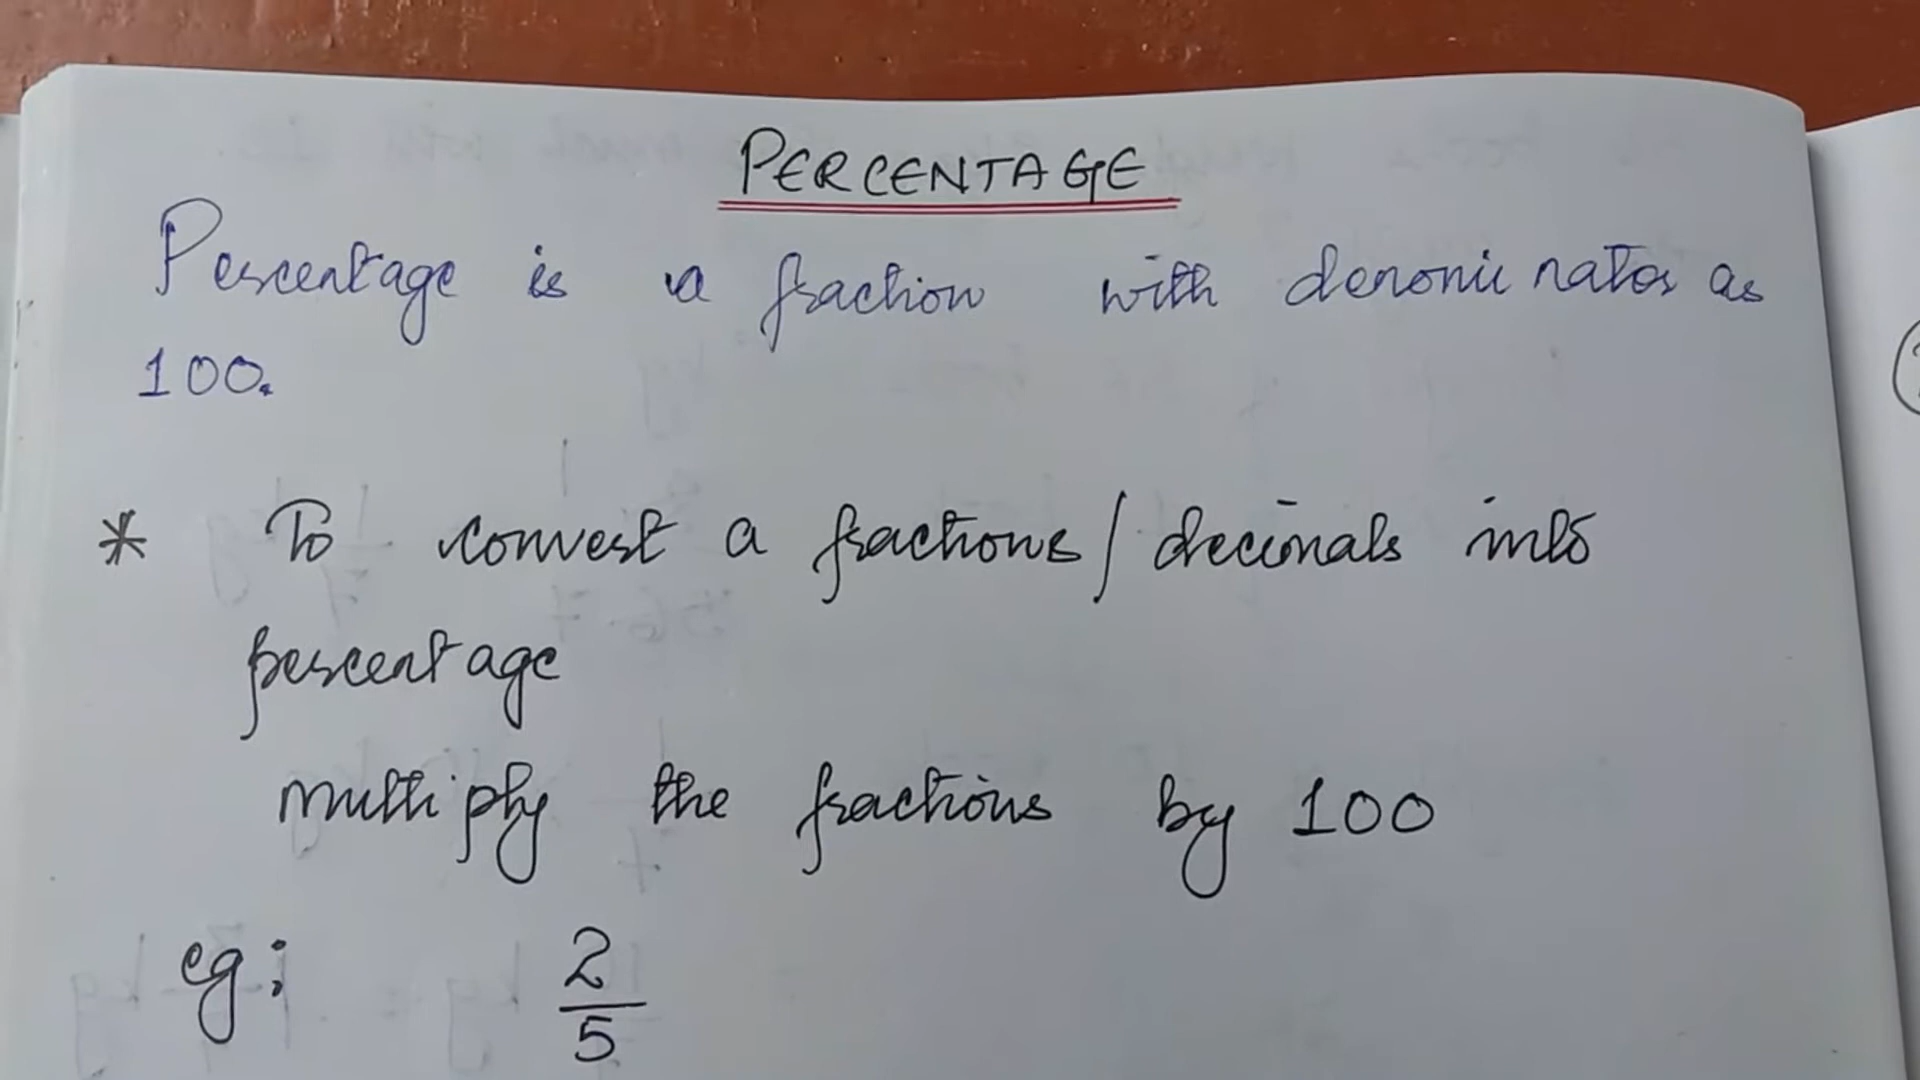 PERCENTAGE
Percentage is a fraction with denominator as
100.
* To convert a fractions/decimals into
percentage
multiply the fractions by 100
eg; 2/5